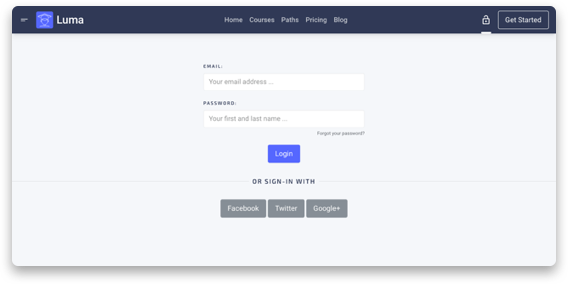 Luma
Home Courses Paths Pricing Blog
Get Started
EMAIL:
Your email address ...
PASSWORD:
Your first and last name ...
Forgot your password?
Login
OR SIGN-IN WITH
Facebook Twitter Google+